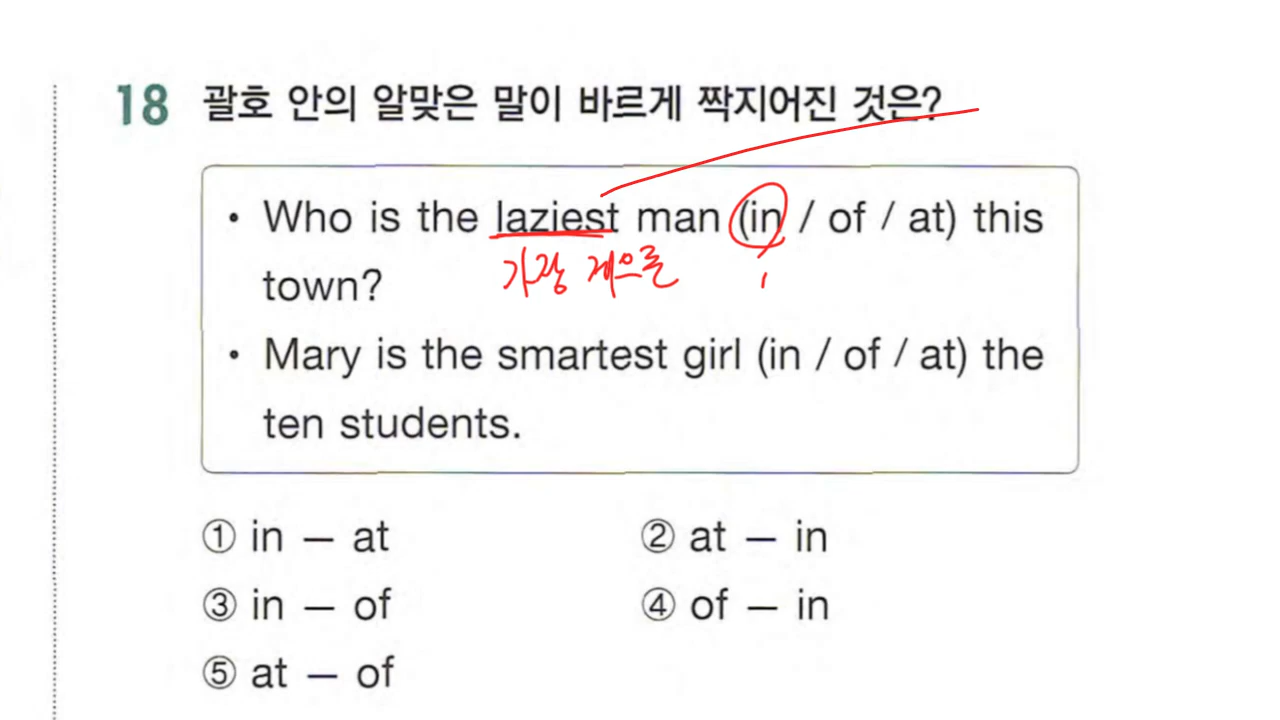 18 괄호 안의 알맞은 말이 바르게 짝지어진 것은?
• Who is the laziest man (in / of / at) this
가장 게으른
town?
• Mary is the smartest girl (in / of / at) the
ten students.
① in – at
② at – in
③ in – of
④ of – in
⑤ at – of